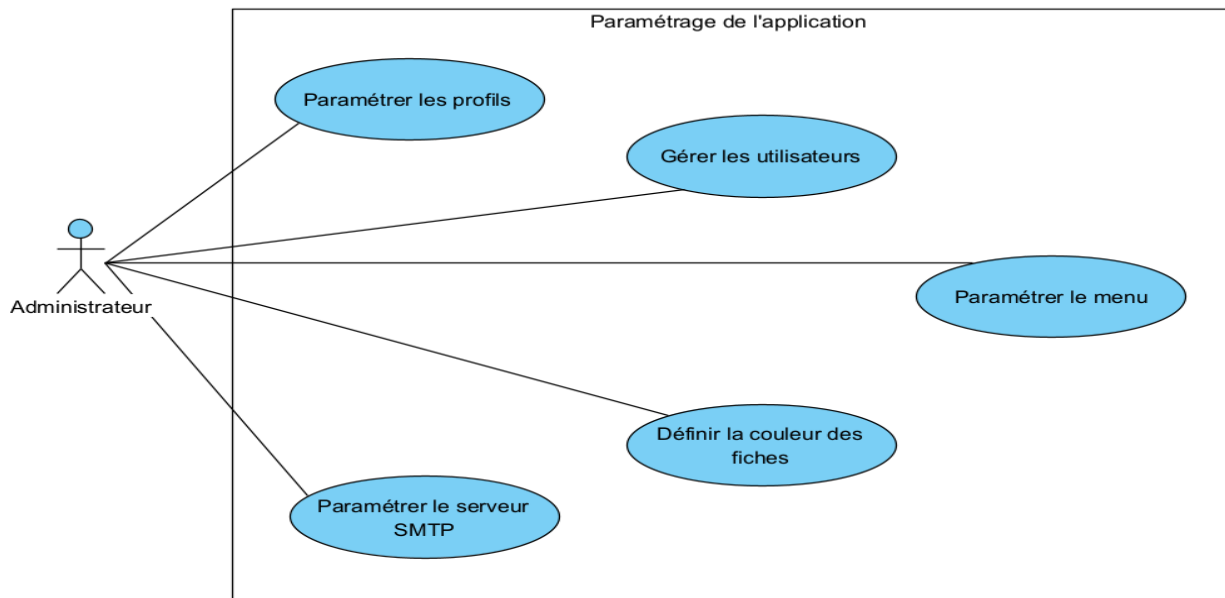 Paramétrage de l'application
Paramétrer les profils
Gérer les utilisateurs
Administrateur
Paramétrer le menu
Définir la couleur des
fiches
Paramétrer le serveur
SMTP